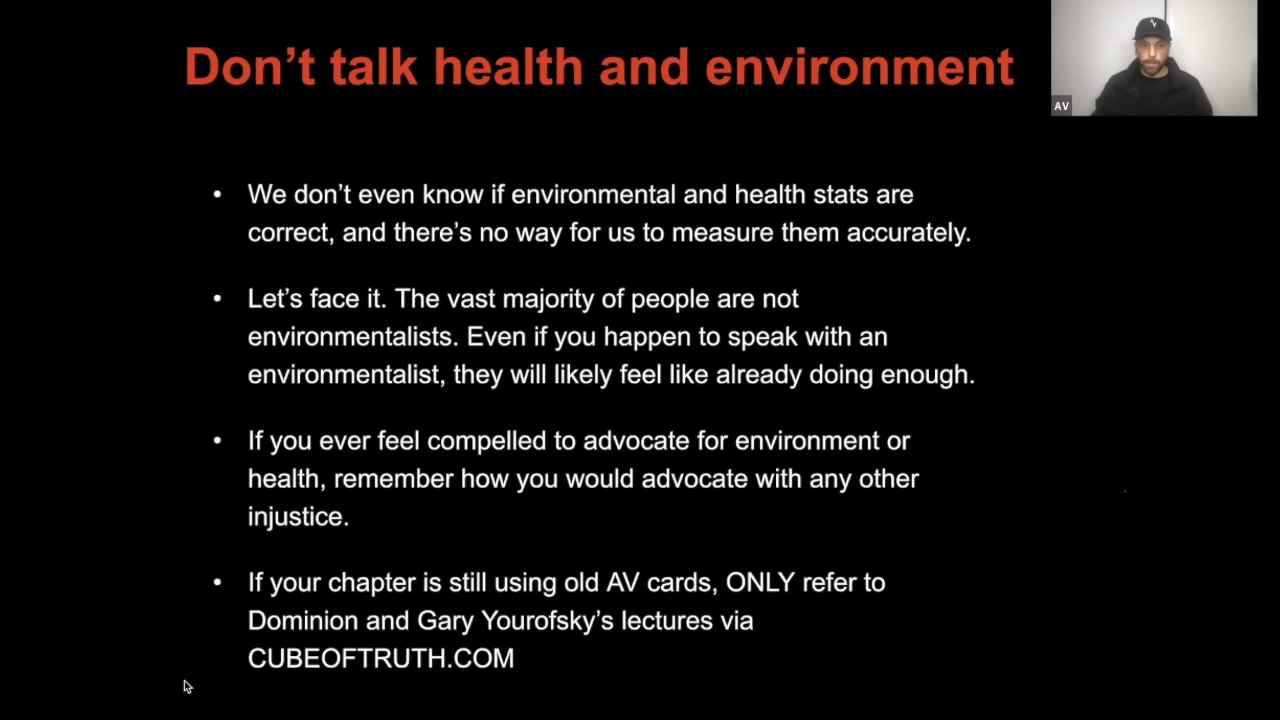 Don’t talk health and environment
AV
• We don’t even know if environmental and health stats are
correct, and there’s no way for us to measure them accurately.
• Let’s face it. The vast majority of people are not
environmentalists. Even if you happen to speak with an
environmentalist, they will likely feel like already doing enough.
• If you ever feel compelled to advocate for environment or
health, remember how you would advocate with any other
injustice.
• If your chapter is still using old AV cards, ONLY refer to
Dominion and Gary Yourofsky’s lectures via
CUBEOFTRUTH.COM